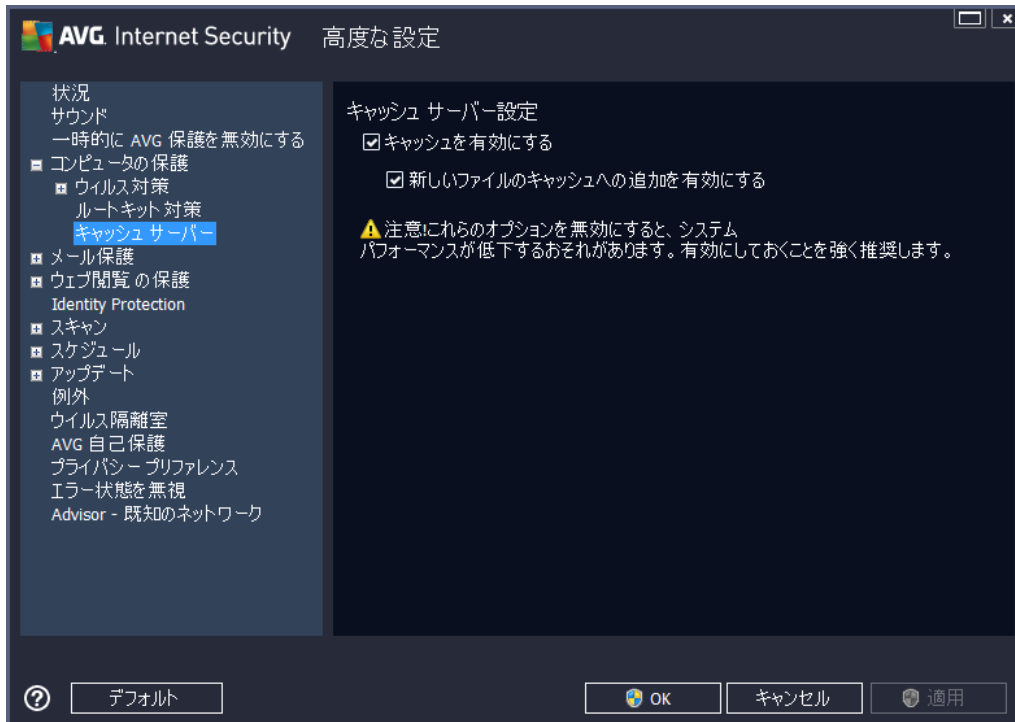 AVG. Internet Security 高度な設定
状況
サウンド
一時的に AVG 保護を無効にする
コンピュータの保護
ウィルス対策
ルートキット対策
キャッシュ サーバー
メール保護
ウェブ閲覧 の保護
Identity Protection
スキャン
スケジュール
アップデート
例外
ウイルス隔離室
AVG 自己保護
プライバシー プリファレンス
エラー状態を無視
Advisor - 既知のネットワーク
キャッシュ サーバー設定
キャッシュを有効にする
新しいファイルのキャッシュへの追加を有効にする
注意!これらのオプションを無効にすると、システム
パフォーマンスが低下するおそれがあります。有効にしておくことを強く推奨します。
デフォルト
OK
キャンセル
適用